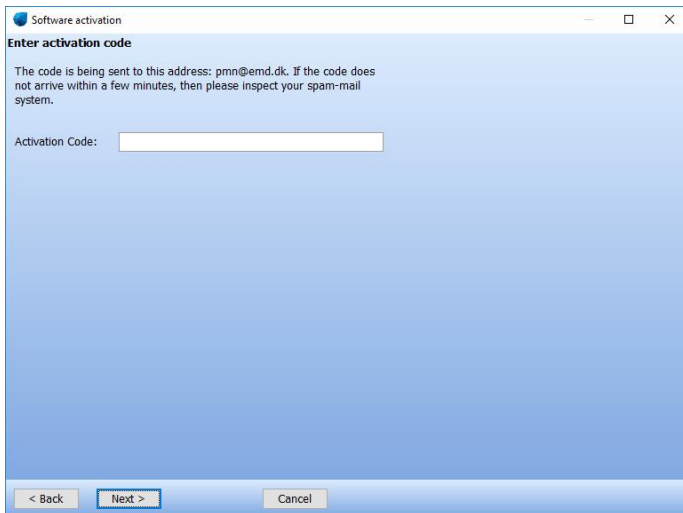 Software activation
Enter activation code
The code is being sent to this address: pmn@emd.dk. If the code does
not arrive within a few minutes, then please inspect your spam-mail
system.
Activation Code:
< Back Next > Cancel